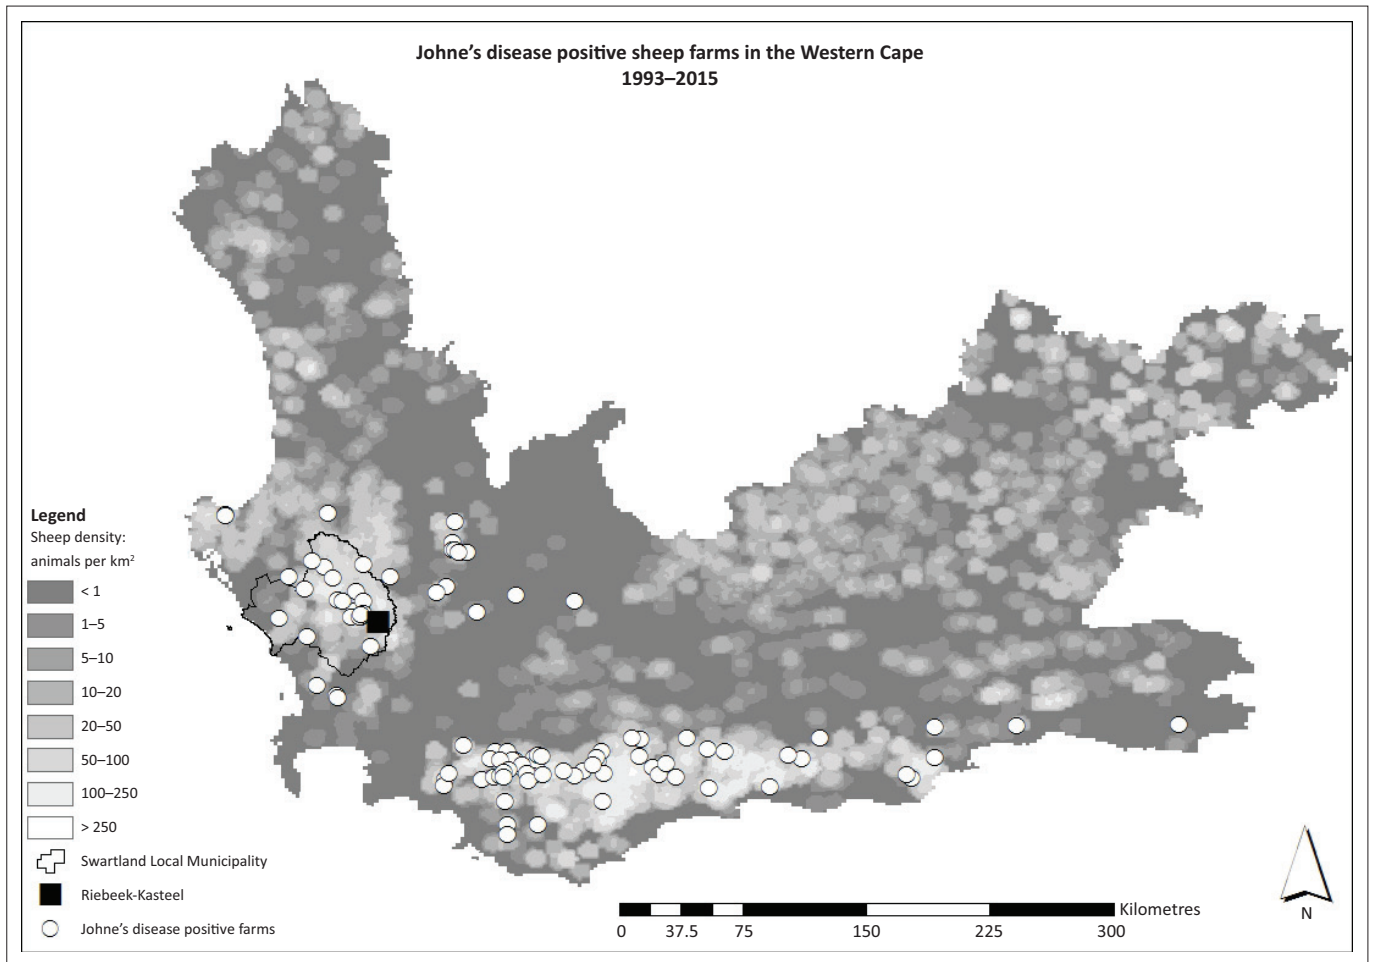 Johne’s disease positive sheep farms in the Western Cape
1993–2015
Legend
Sheep density:
animals per km²
< 1
1–5
5–10
10–20
20–50
50–100
100–250
> 250
Swartland Local Municipality
Riebeek-Kasteel
Johne’s disease positive farms
Kilometres
0 37.5 75 150 225 300
N